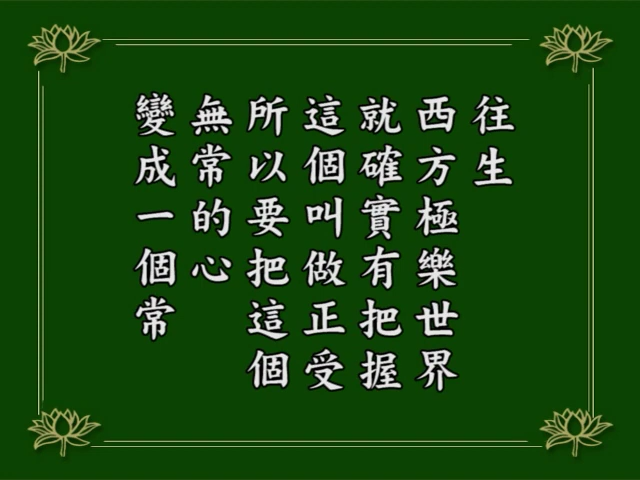 往生
西方極樂世界
就確實有把握
這個叫做正受
所以要把這個
無常的心
變成一個常